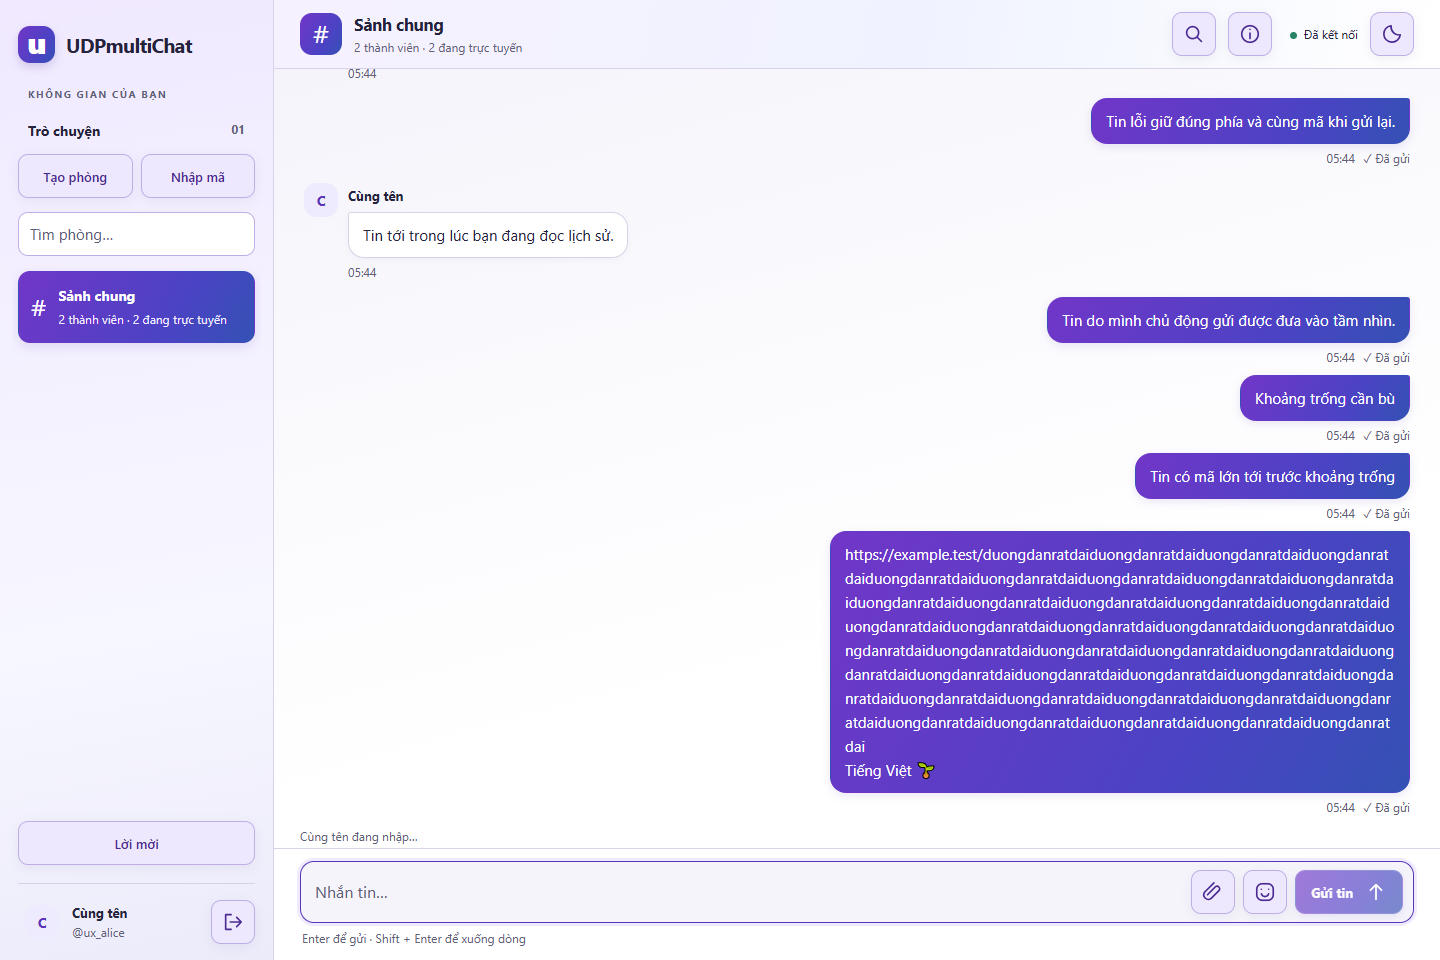 u
UDPmultiChat
KHÔNG GIAN CỦA BẠN
Trò chuyện
01
Tạo phòng
Nhập mã
Tìm phòng...
#
Sảnh chung
2 thành viên · 2 đang trực tuyến
Lời mời
C
Cùng tên
@ux_alice
#
Sảnh chung
2 thành viên · 2 đang trực tuyến
Đã kết nối
05:44
Tin lỗi giữ đúng phía và cùng mã khi gửi lại.
05:44 ✓ Đã gửi
C
Cùng tên
Tin tới trong lúc bạn đang đọc lịch sử.
05:44
Tin do mình chủ động gửi được đưa vào tầm nhìn.
05:44 ✓ Đã gửi
Khoảng trống cần bù
05:44 ✓ Đã gửi
Tin có mã lớn tới trước khoảng trống
05:44 ✓ Đã gửi
https://example.test/duongdanratdaiduongdanratdaiduongdanratdaiduongdanrat
daiduongdanratdaiduongdanratdaiduongdanratdaiduongdanratdaiduongdanratda
iduongdanratdaiduongdanratdaiduongdanratdaiduongdanratdaiduongdanratdaid
uongdanratdaiduongdanratdaiduongdanratdaiduongdanratdaiduongdanratdaiduo
ngdanratdaiduongdanratdaiduongdanratdaiduongdanratdaiduongdanratdaiduong
danratdaiduongdanratdaiduongdanratdaiduongdanratdaiduongdanratdaiduongda
nratdaiduongdanratdaiduongdanratdaiduongdanratdaiduongdanratdaiduongdanr
atdaiduongdanratdaiduongdanratdaiduongdanratdaiduongdanratdaiduongdanrat
dai
Tiếng Việt 🌱
05:44 ✓ Đã gửi
Cùng tên đang nhập...
Nhắn tin...
Gửi tin
Enter để gửi · Shift + Enter để xuống dòng